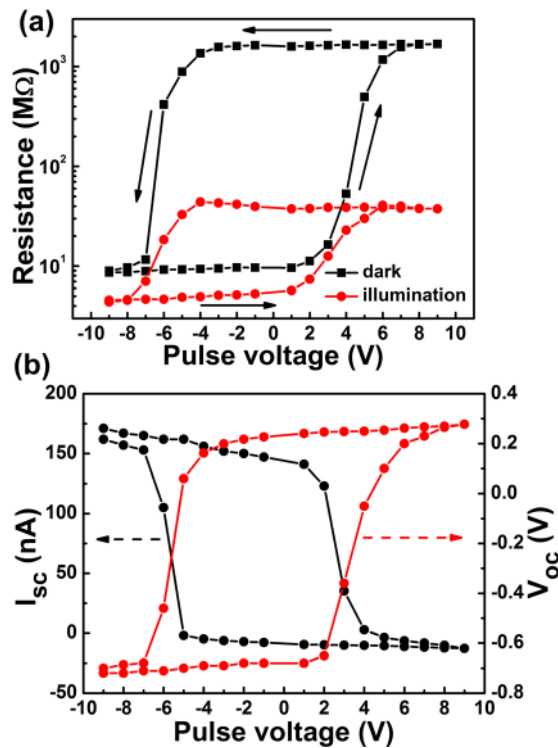 (a)
Resistance (MΩ)
10³
10²
10¹
dark
illumination
-9 -8 -6 -4 -2 0 2 4 6 8 10
Pulse voltage (V)
(b)
I_sc (nA)
200
150
100
50
0
-50
V_oc (V)
0.4
0.2
0.0
-0.2
-0.4
-0.6
-0.8
-10 -8 -6 -4 -2 0 2 4 6 8 10
Pulse voltage (V)